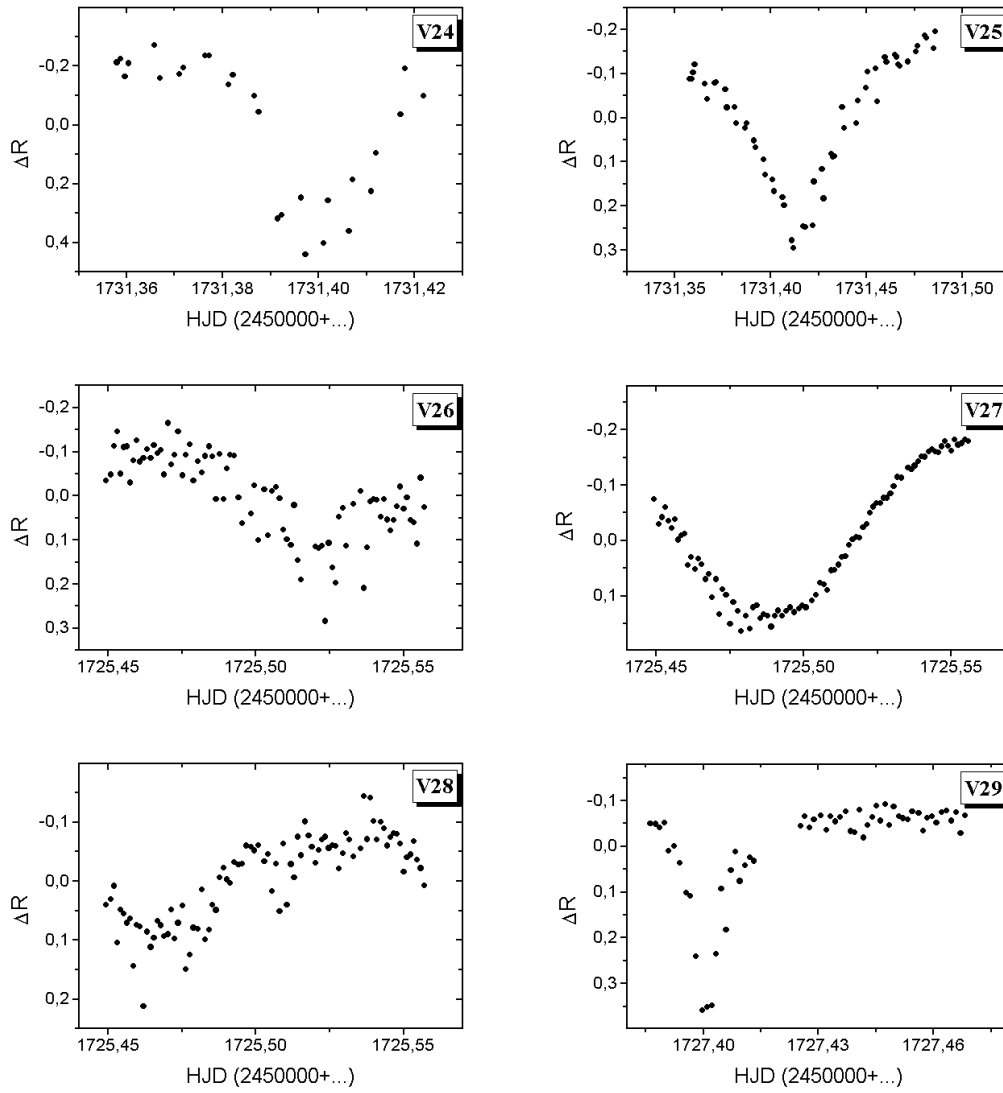 V24
-0,2
0,0
0,2
0,4
ΔR
1731,36 1731,38 1731,40 1731,42
HJD (2450000+...)
V25
-0,2
-0,1
0,0
0,1
0,2
0,3
ΔR
1731,35 1731,40 1731,45 1731,50
HJD (2450000+...)
V26
-0,2
-0,1
0,0
0,1
0,2
0,3
ΔR
1725,45 1725,50 1725,55
HJD (2450000+...)
V27
-0,2
-0,1
0,0
0,1
ΔR
1725,45 1725,50 1725,55
HJD (2450000+...)
V28
-0,1
0,0
0,1
0,2
ΔR
1725,45 1725,50 1725,55
HJD (2450000+...)
V29
-0,1
0,0
0,1
0,2
0,3
ΔR
1727,40 1727,43 1727,46
HJD (2450000+...)